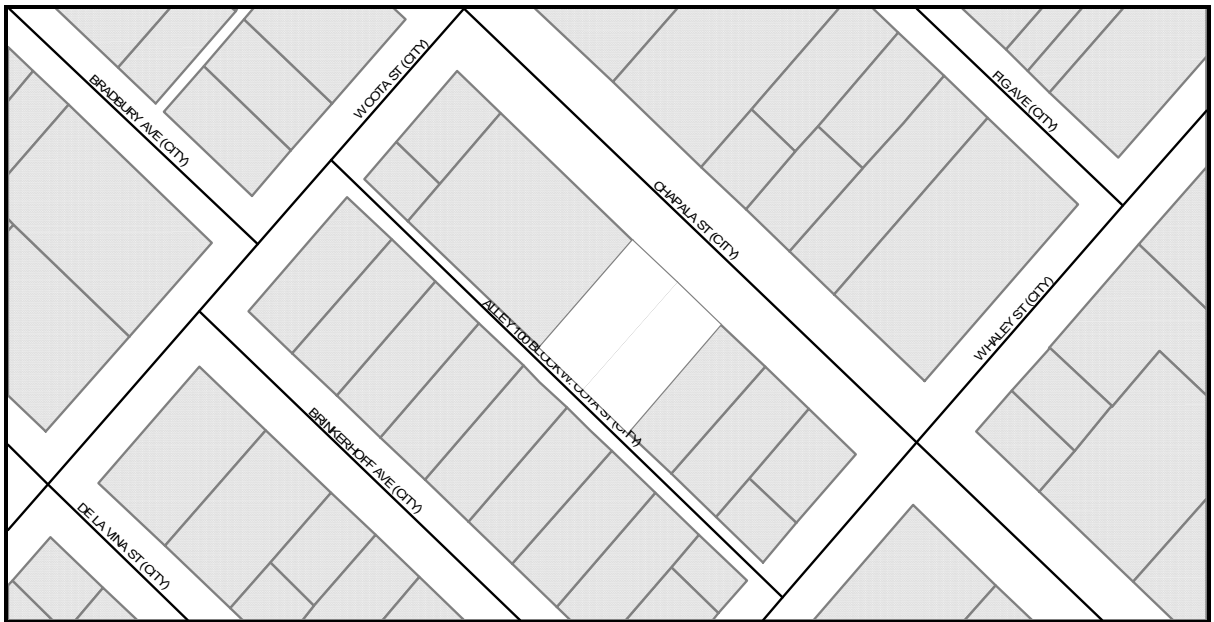 BRADBURY AVE (CITY)
W COTA ST (CITY)
FIG AVE (CITY)
CHAPALA ST (CITY)
WHALEY ST (CITY)
ALLEY 100 BLOCK W. COTA ST (CITY)
BRINKERHOFF AVE (CITY)
DE LA VINA ST (CITY)